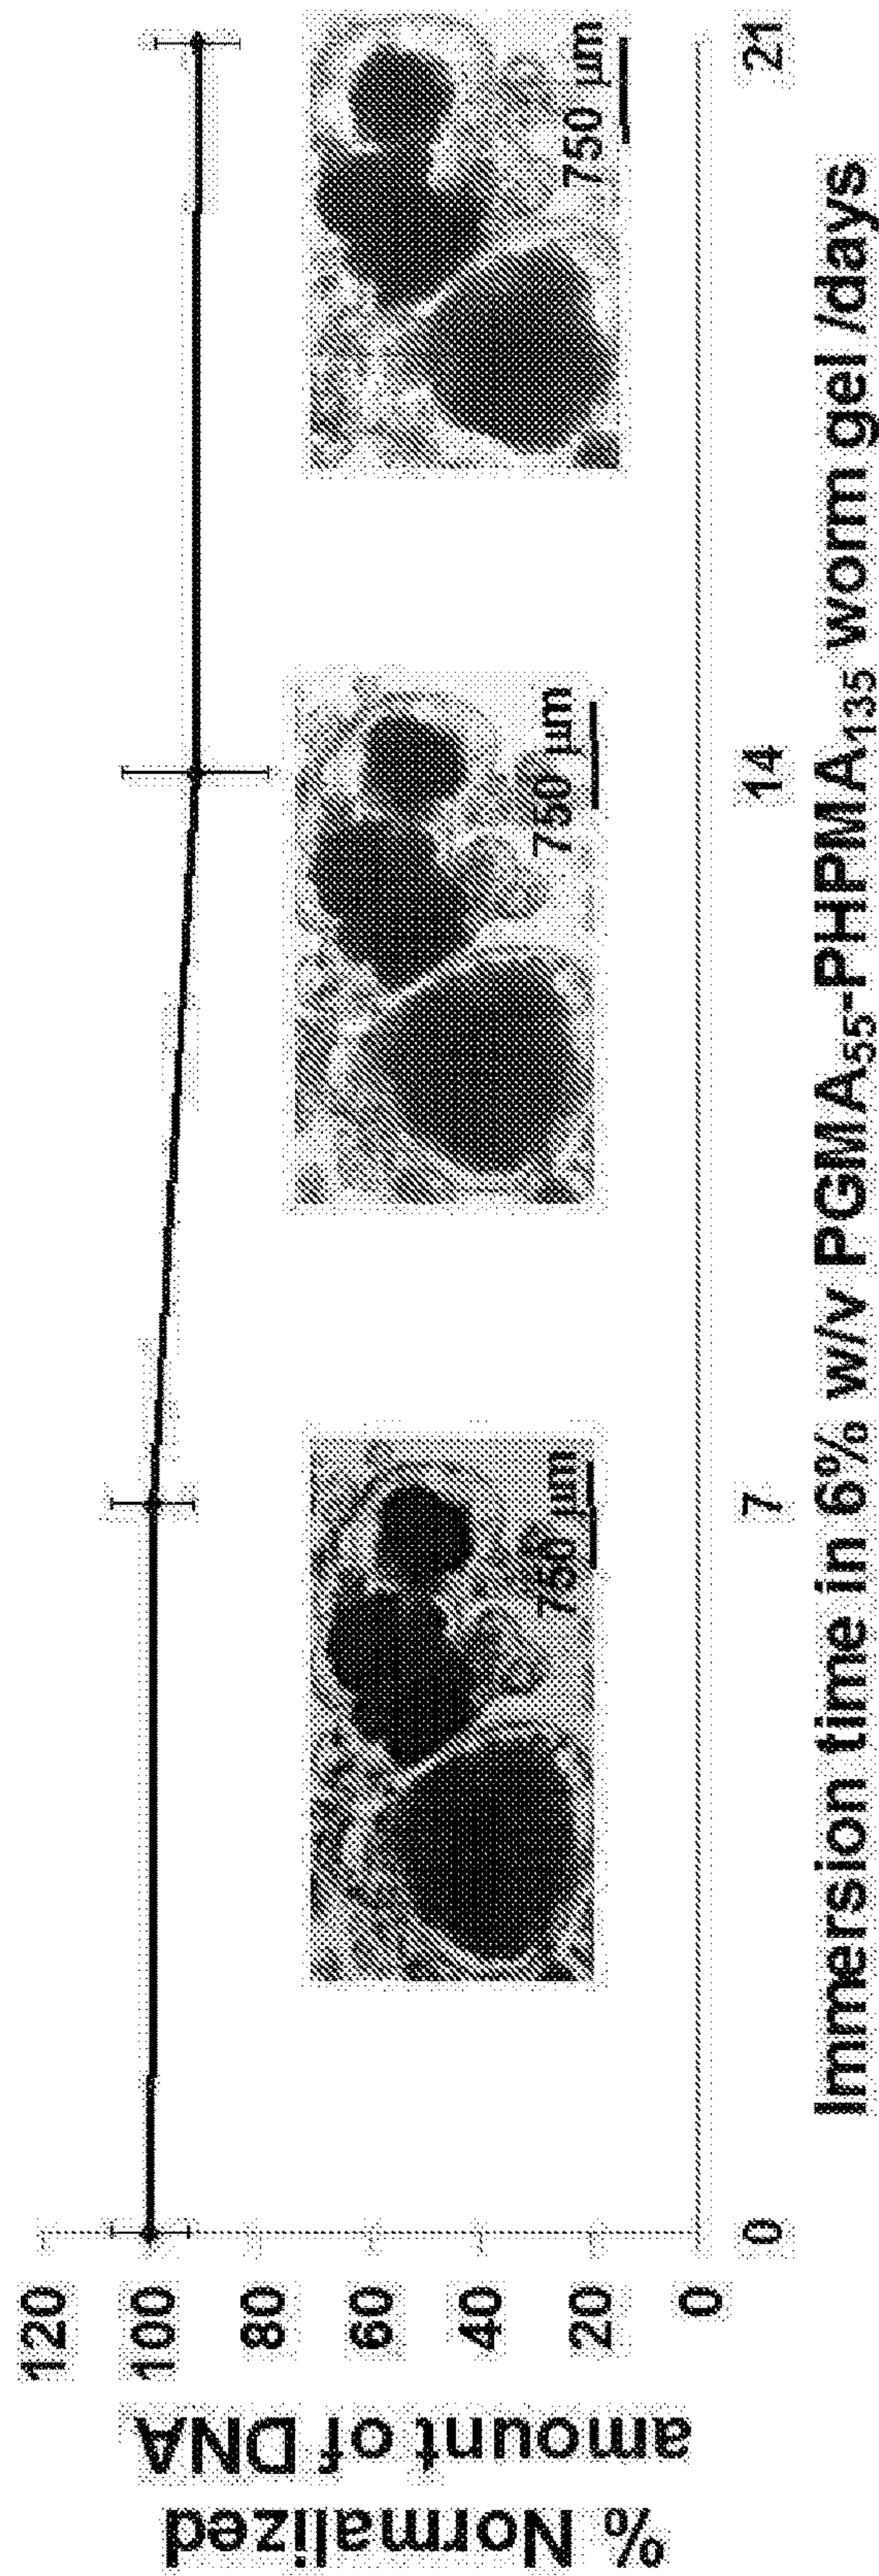 % Normalized
amount of DNA
120
100
80
60
40
20
0
750 µm
750 µm
750 µm
0 7 14 21
Immersion time in 6% w/v PGMA₅₅-PHPMA₁₃₅ worm gel /days